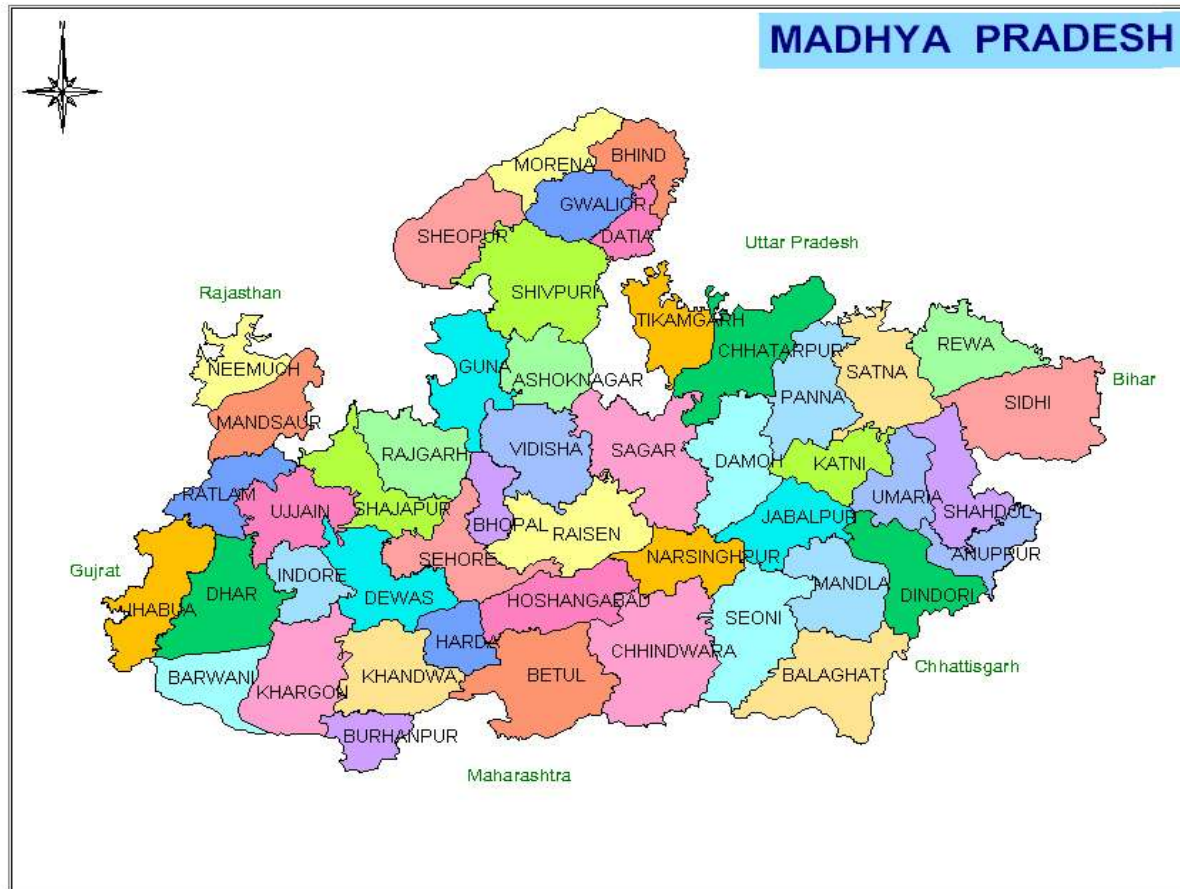 MADHYA PRADESH
N
MORENA
BHIND
GWALIOR
SHEOPUR
DATIA
Uttar Pradesh
SHIVPURI
Rajasthan
TIKAMGARH
CHHATARPUR
REWA
NEEMUCH
GUNA
ASHOKNAGAR
SATNA
Bihar
PANNA
SIDHI
MANDSAUR
RAJGARH
VIDISHA
SAGAR
DAMOH
KATNI
RATLAM
UJJAIN
SHAJAPUR
BHOPAL
RAISEN
JABALPUR
UMARIA
SHAHDOL
ANUPPUR
Gujrat
INDORE
SEHORE
NARSINGHPUR
JHABUA
DHAR
DEWAS
HOSHANGABAD
SEONI
MANDLA
DINDORI
HARDA
CHHINDWARA
BARWANI
KHARGON
KHANDWA
BETUL
BALAGHAT
Chhattisgarh
BURHANPUR
Maharashtra